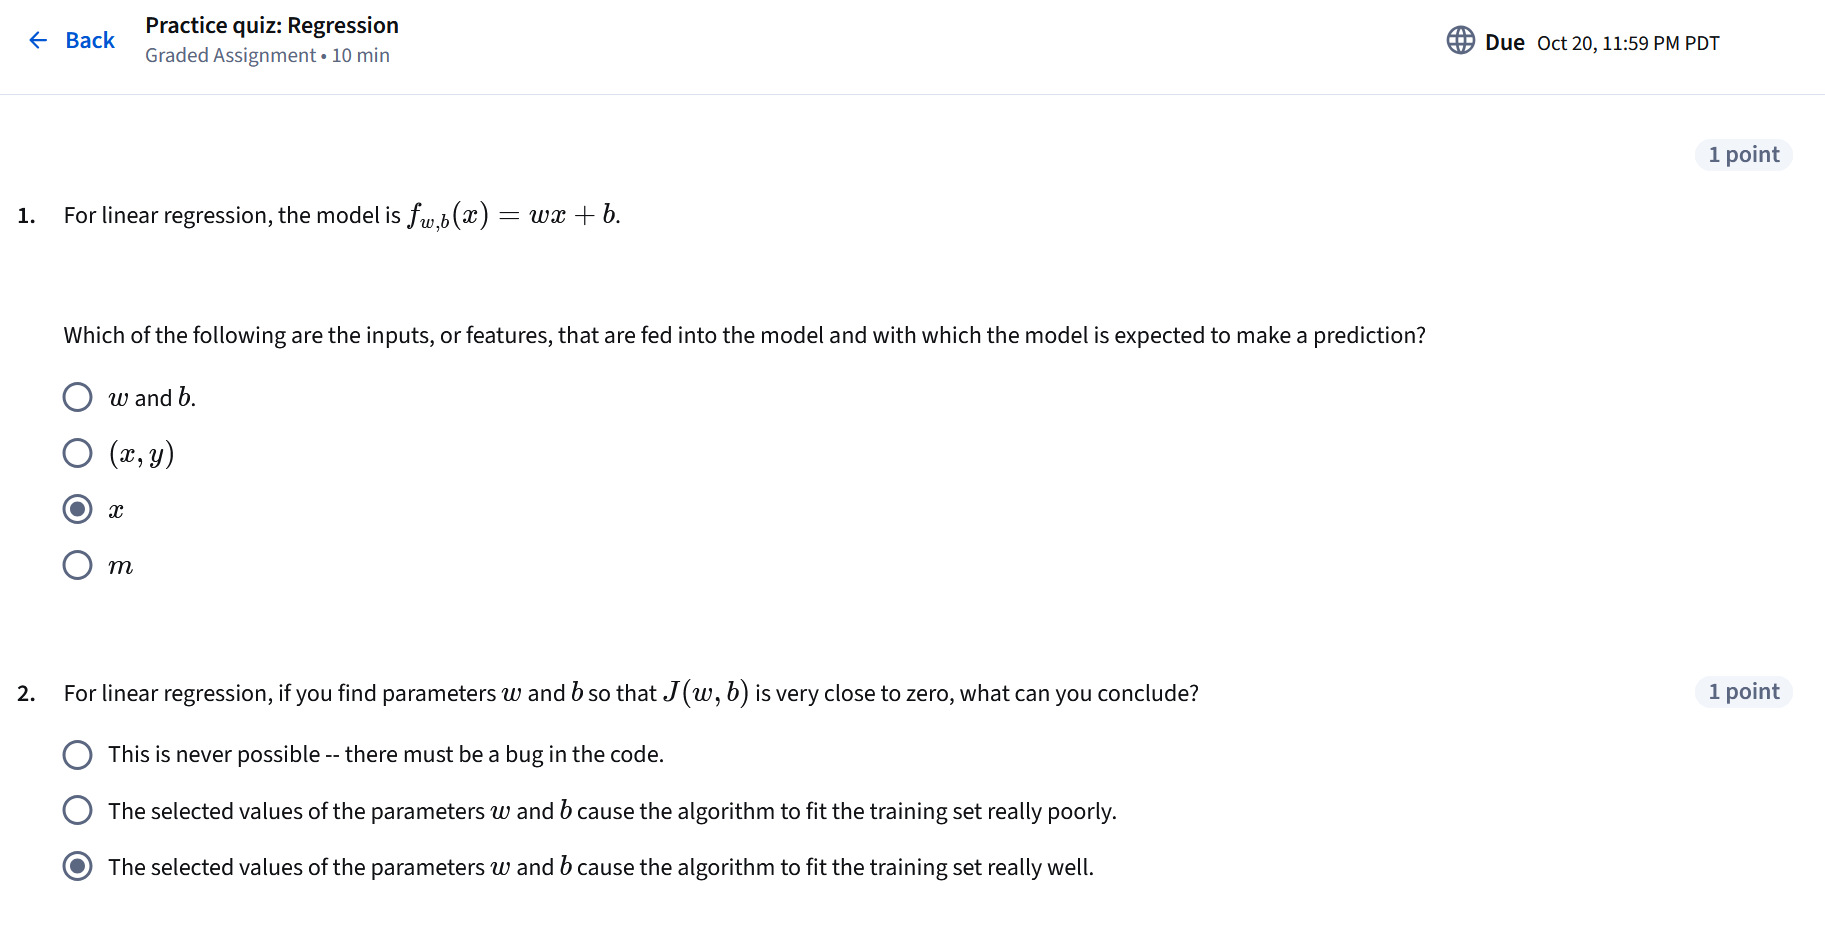 Back
Practice quiz: Regression
Graded Assignment • 10 min
Due Oct 20, 11:59 PM PDT
1 point
1. For linear regression, the model is $f_{w,b}(x) = wx + b$.
Which of the following are the inputs, or features, that are fed into the model and with which the model is expected to make a prediction?
$w$ and $b$.
$(x, y)$
$x$
$m$
2. For linear regression, if you find parameters $w$ and $b$ so that $J(w, b)$ is very close to zero, what can you conclude?
1 point
This is never possible -- there must be a bug in the code.
The selected values of the parameters $w$ and $b$ cause the algorithm to fit the training set really poorly.
The selected values of the parameters $w$ and $b$ cause the algorithm to fit the training set really well.